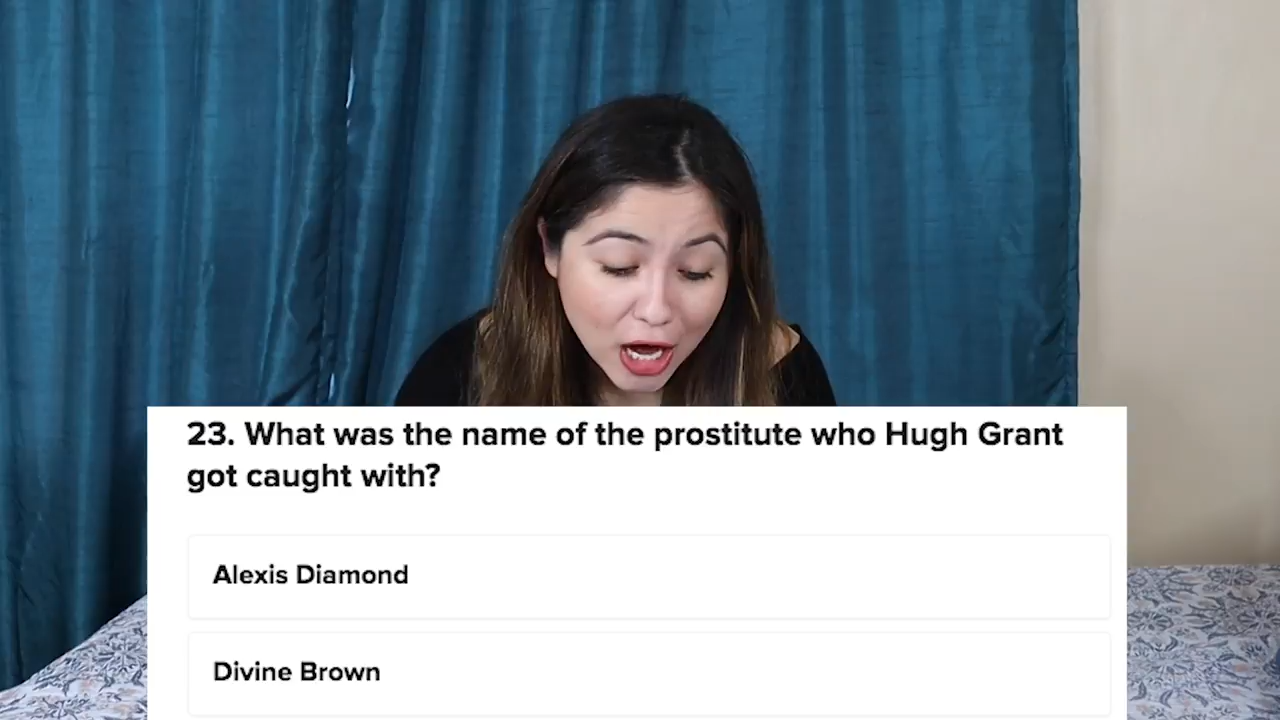 23. What was the name of the prostitute who Hugh Grant
got caught with?
Alexis Diamond
Divine Brown